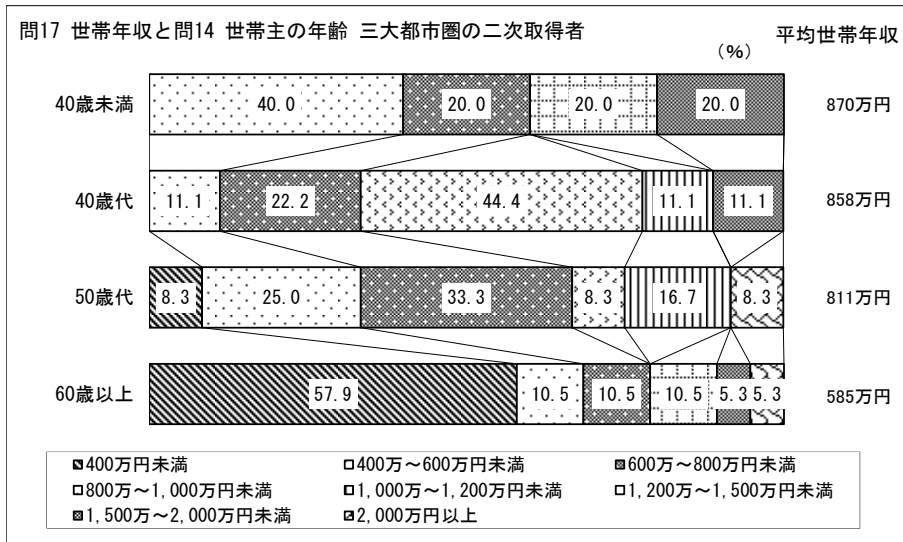 問17 世帯年収と問14 世帯主の年齢 三大都市圏の二次取得者
平均世帯年収
（%）
40歳未満 40.0 20.0 20.0 20.0 870万円
40歳代 11.1 22.2 44.4 11.1 11.1 858万円
50歳代 8.3 25.0 33.3 8.3 16.7 8.3 811万円
60歳以上 57.9 10.5 10.5 10.5 5.3 5.3 585万円
400万円未満 400万～600万円未満 600万～800万円未満
800万～1,000万円未満 1,000万～1,200万円未満 1,200万～1,500万円未満
1,500万～2,000万円未満 2,000万円以上